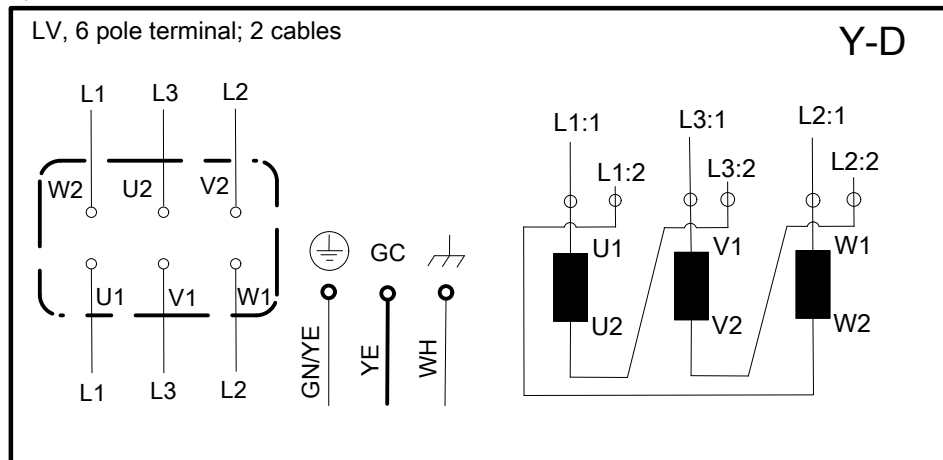 LV, 6 pole terminal; 2 cables
Y-D
L1 L3 L2
W2 U2 V2
U1 V1 W1
L1 L3 L2
GC
GN/YE
YE
WH
L1:1 L3:1 L2:1
L1:2 L3:2 L2:2
U1 V1 W1
U2 V2 W2